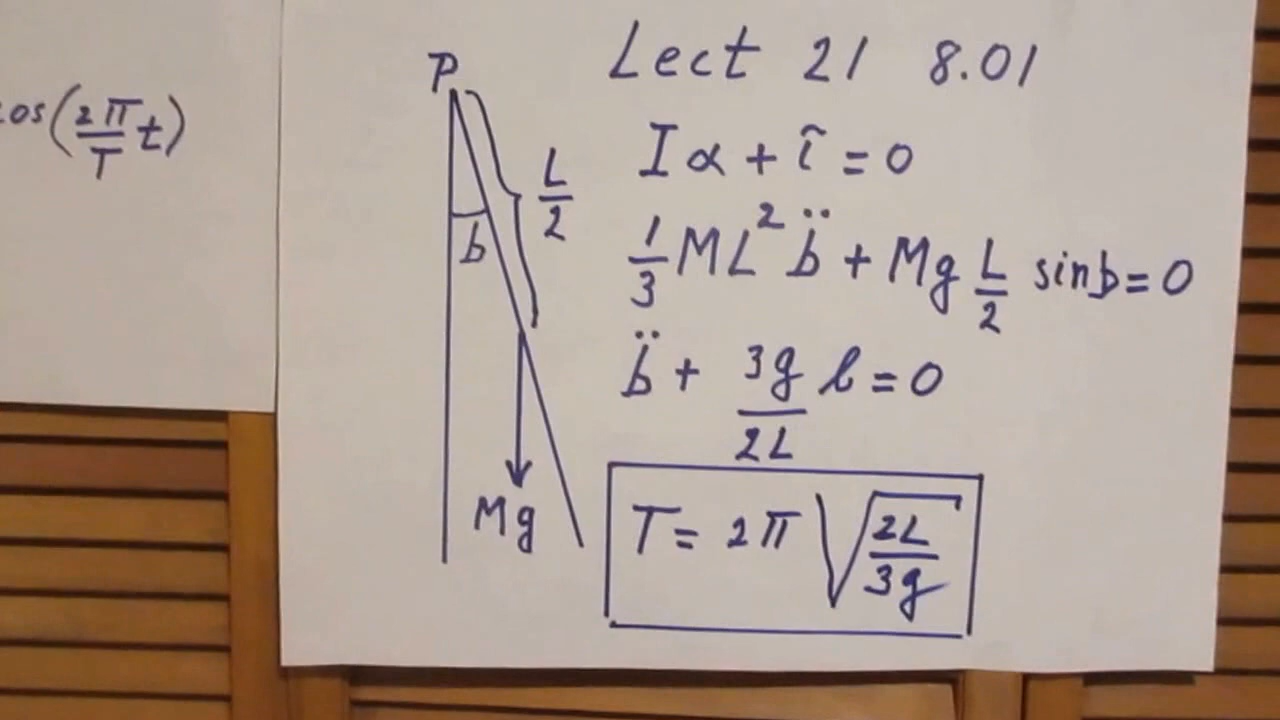 cos(2π/T t)
Lect 21 8.01
P
L/2
b
Mg
Iα + τ̂ = 0
1/3 ML² b̈ + Mg L/2 sinb = 0
b̈ + 3g/2L b = 0
T = 2π √(2L/3g)